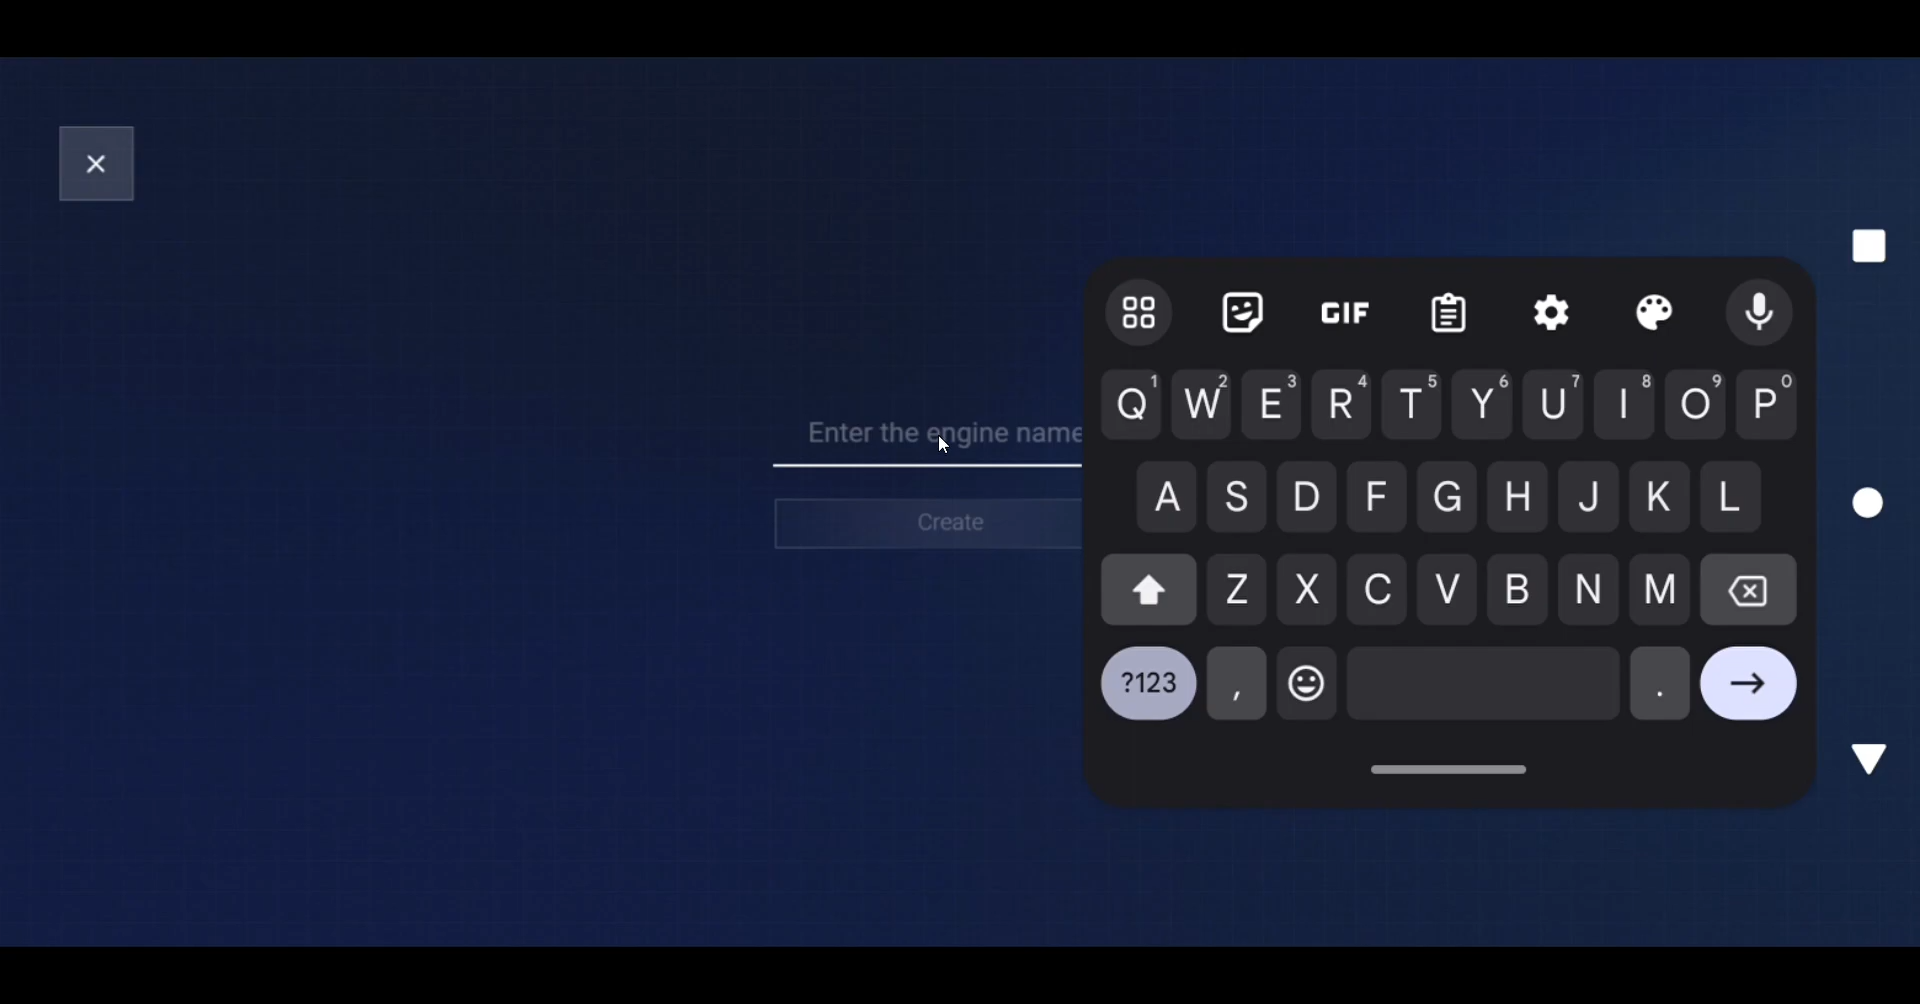 GIF
Q1 W2 E3 R4 T5 Y6 U7 I8 O9 P0
Enter the engine name
A S D F G H J K L
Create
Z X C V B N M
?123 , .